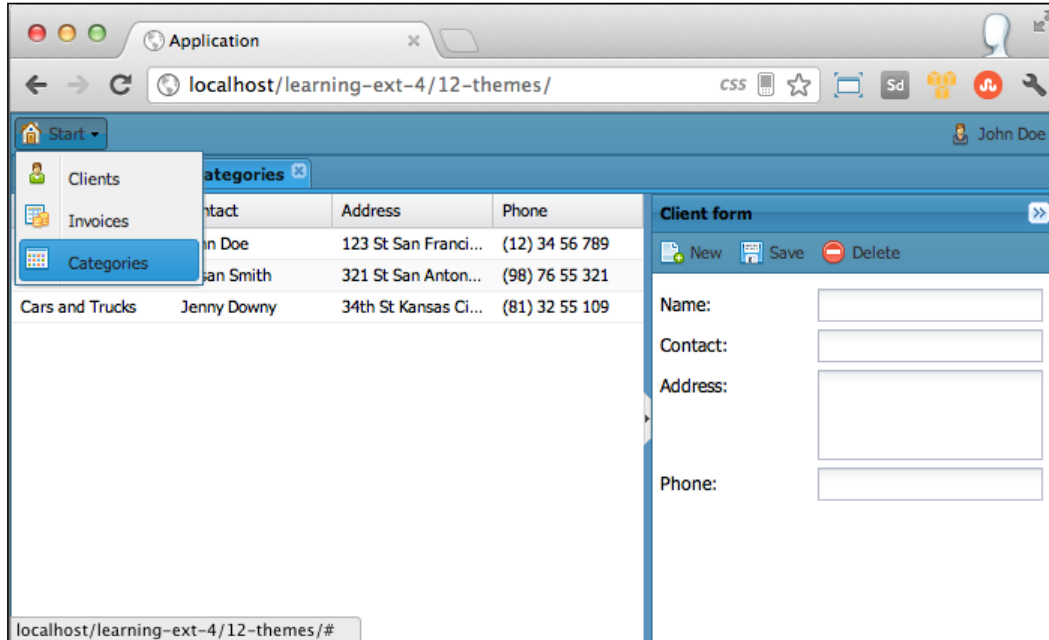 Application
localhost/learning-ext-4/12-themes/
css
Sd
Start
John Doe
Clients
Invoices
Categories
ategories
ntact Address Phone
nn Doe 123 St San Franci... (12) 34 56 789
san Smith 321 St San Anton... (98) 76 55 321
Cars and Trucks Jenny Downy 34th St Kansas Ci... (81) 32 55 109
Client form
New Save Delete
Name:
Contact:
Address:
Phone:
localhost/learning-ext-4/12-themes/#